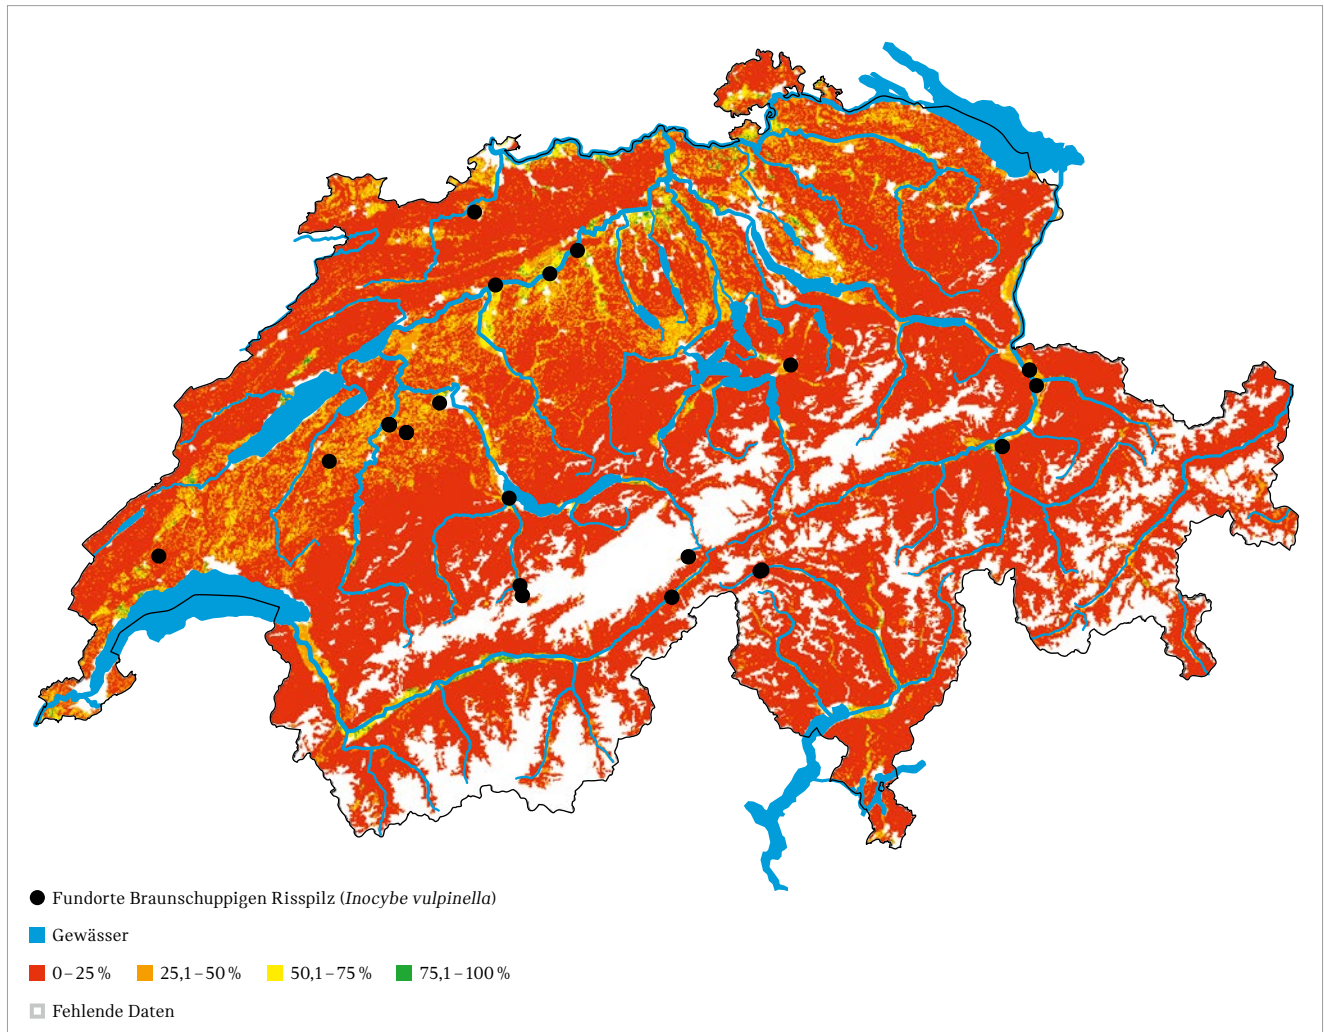 Fundorte Braunschuppigen Risspilz (Inocybe vulpinella)
Gewässer
0–25 % 25,1–50 % 50,1–75 % 75,1–100 %
Fehlende Daten